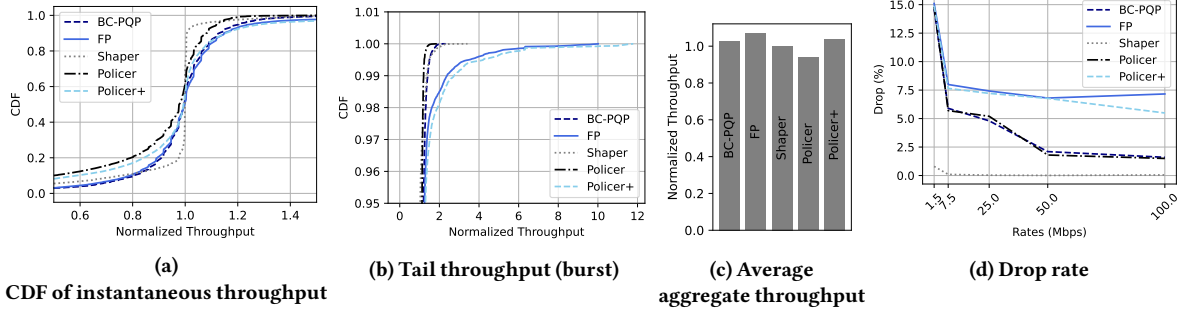 1.0
0.8
0.6
0.4
0.2
0.0
CDF
0.6
0.8
1.0
1.2
1.4
Normalized Throughput
BC-PQP
FP
Shaper
Policer
Policer+
(a)
CDF of instantaneous throughput
1.01
1.00
0.99
0.98
0.97
0.96
0.95
CDF
0
2
4
6
8
10
12
Normalized Throughput
BC-PQP
FP
Shaper
Policer
Policer+
(b) Tail throughput (burst)
1.0
0.8
0.6
0.4
0.2
0.0
Normalized Throughput
BC-PQP
FP
Shaper
Policer
Policer+
(c) Average
aggregate throughput
15.0
12.5
10.0
7.5
5.0
2.5
0.0
Drop (%)
7.5
25.0
50.0
100.0
Rates (Mbps)
BC-PQP
FP
Shaper
Policer
Policer+
(d) Drop rate